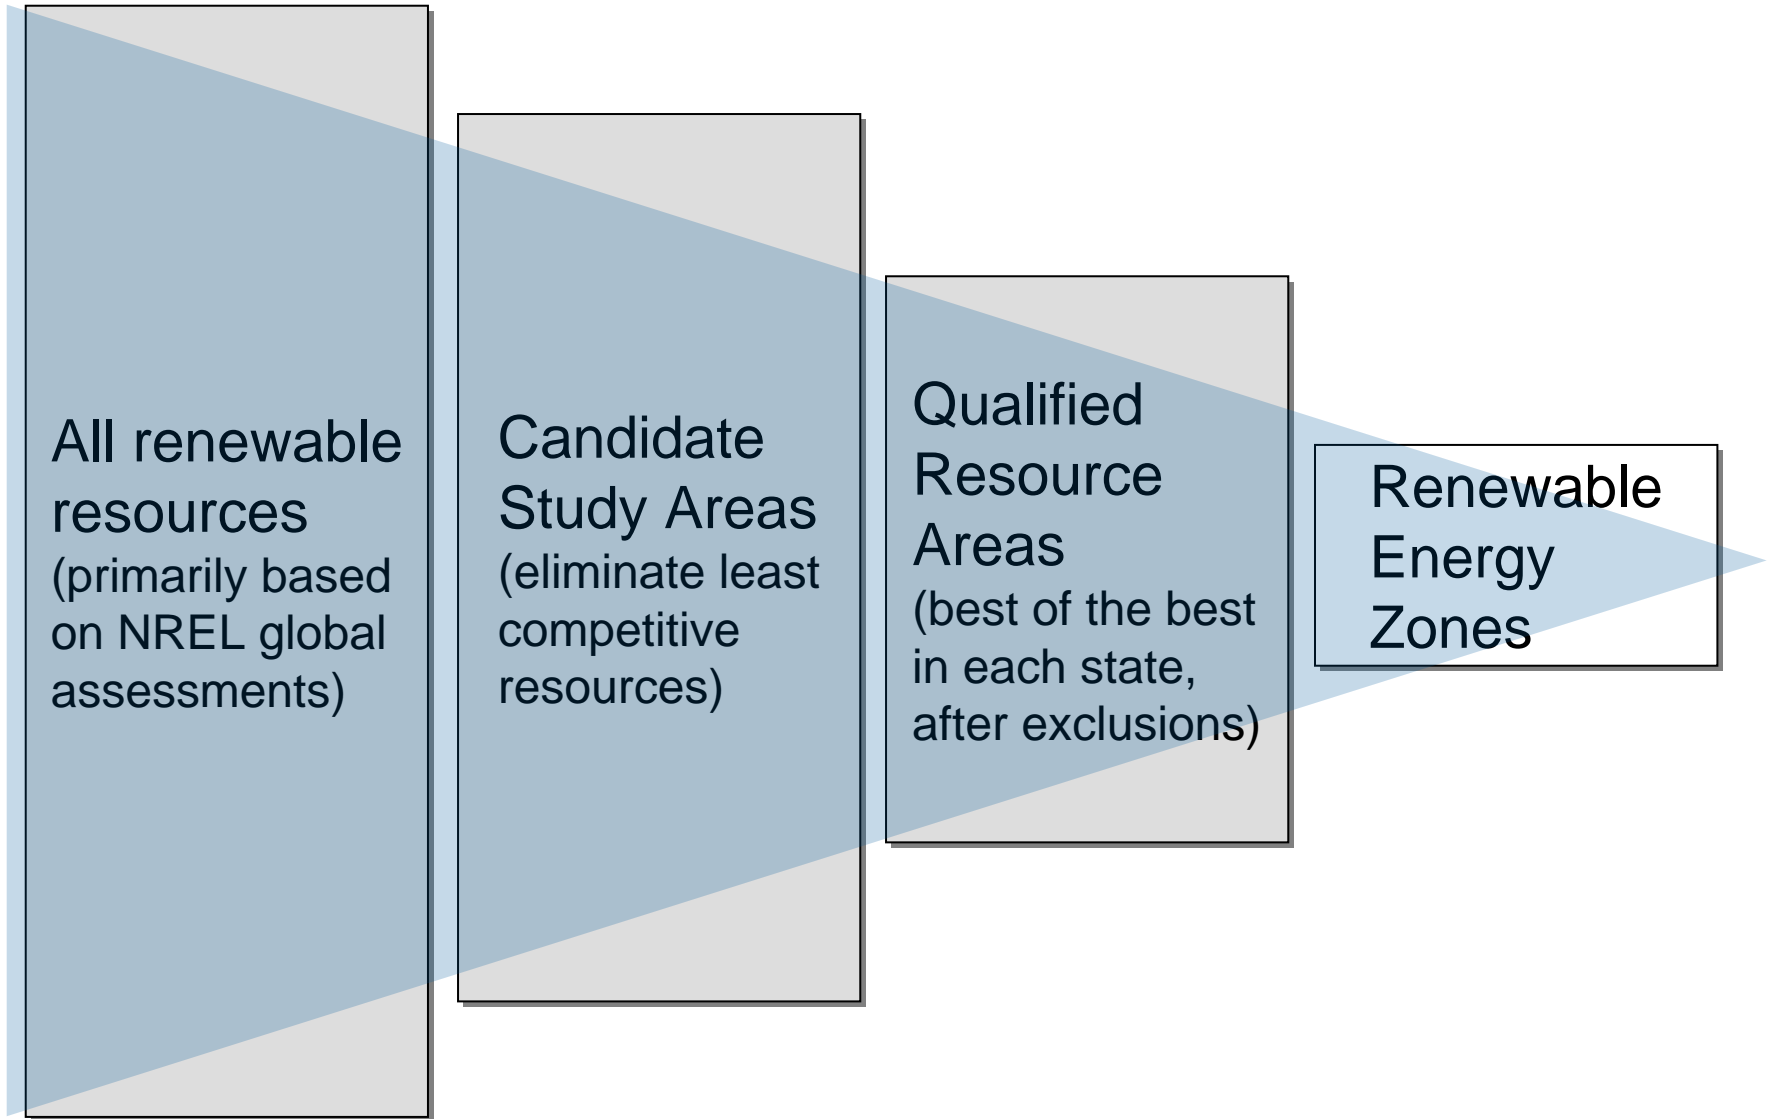 All renewable
resources
(primarily based
on NREL global
assessments)
Candidate
Study Areas
(eliminate least
competitive
resources)
Qualified
Resource
Areas
(best of the best
in each state,
after exclusions)
Renewable
Energy
Zones